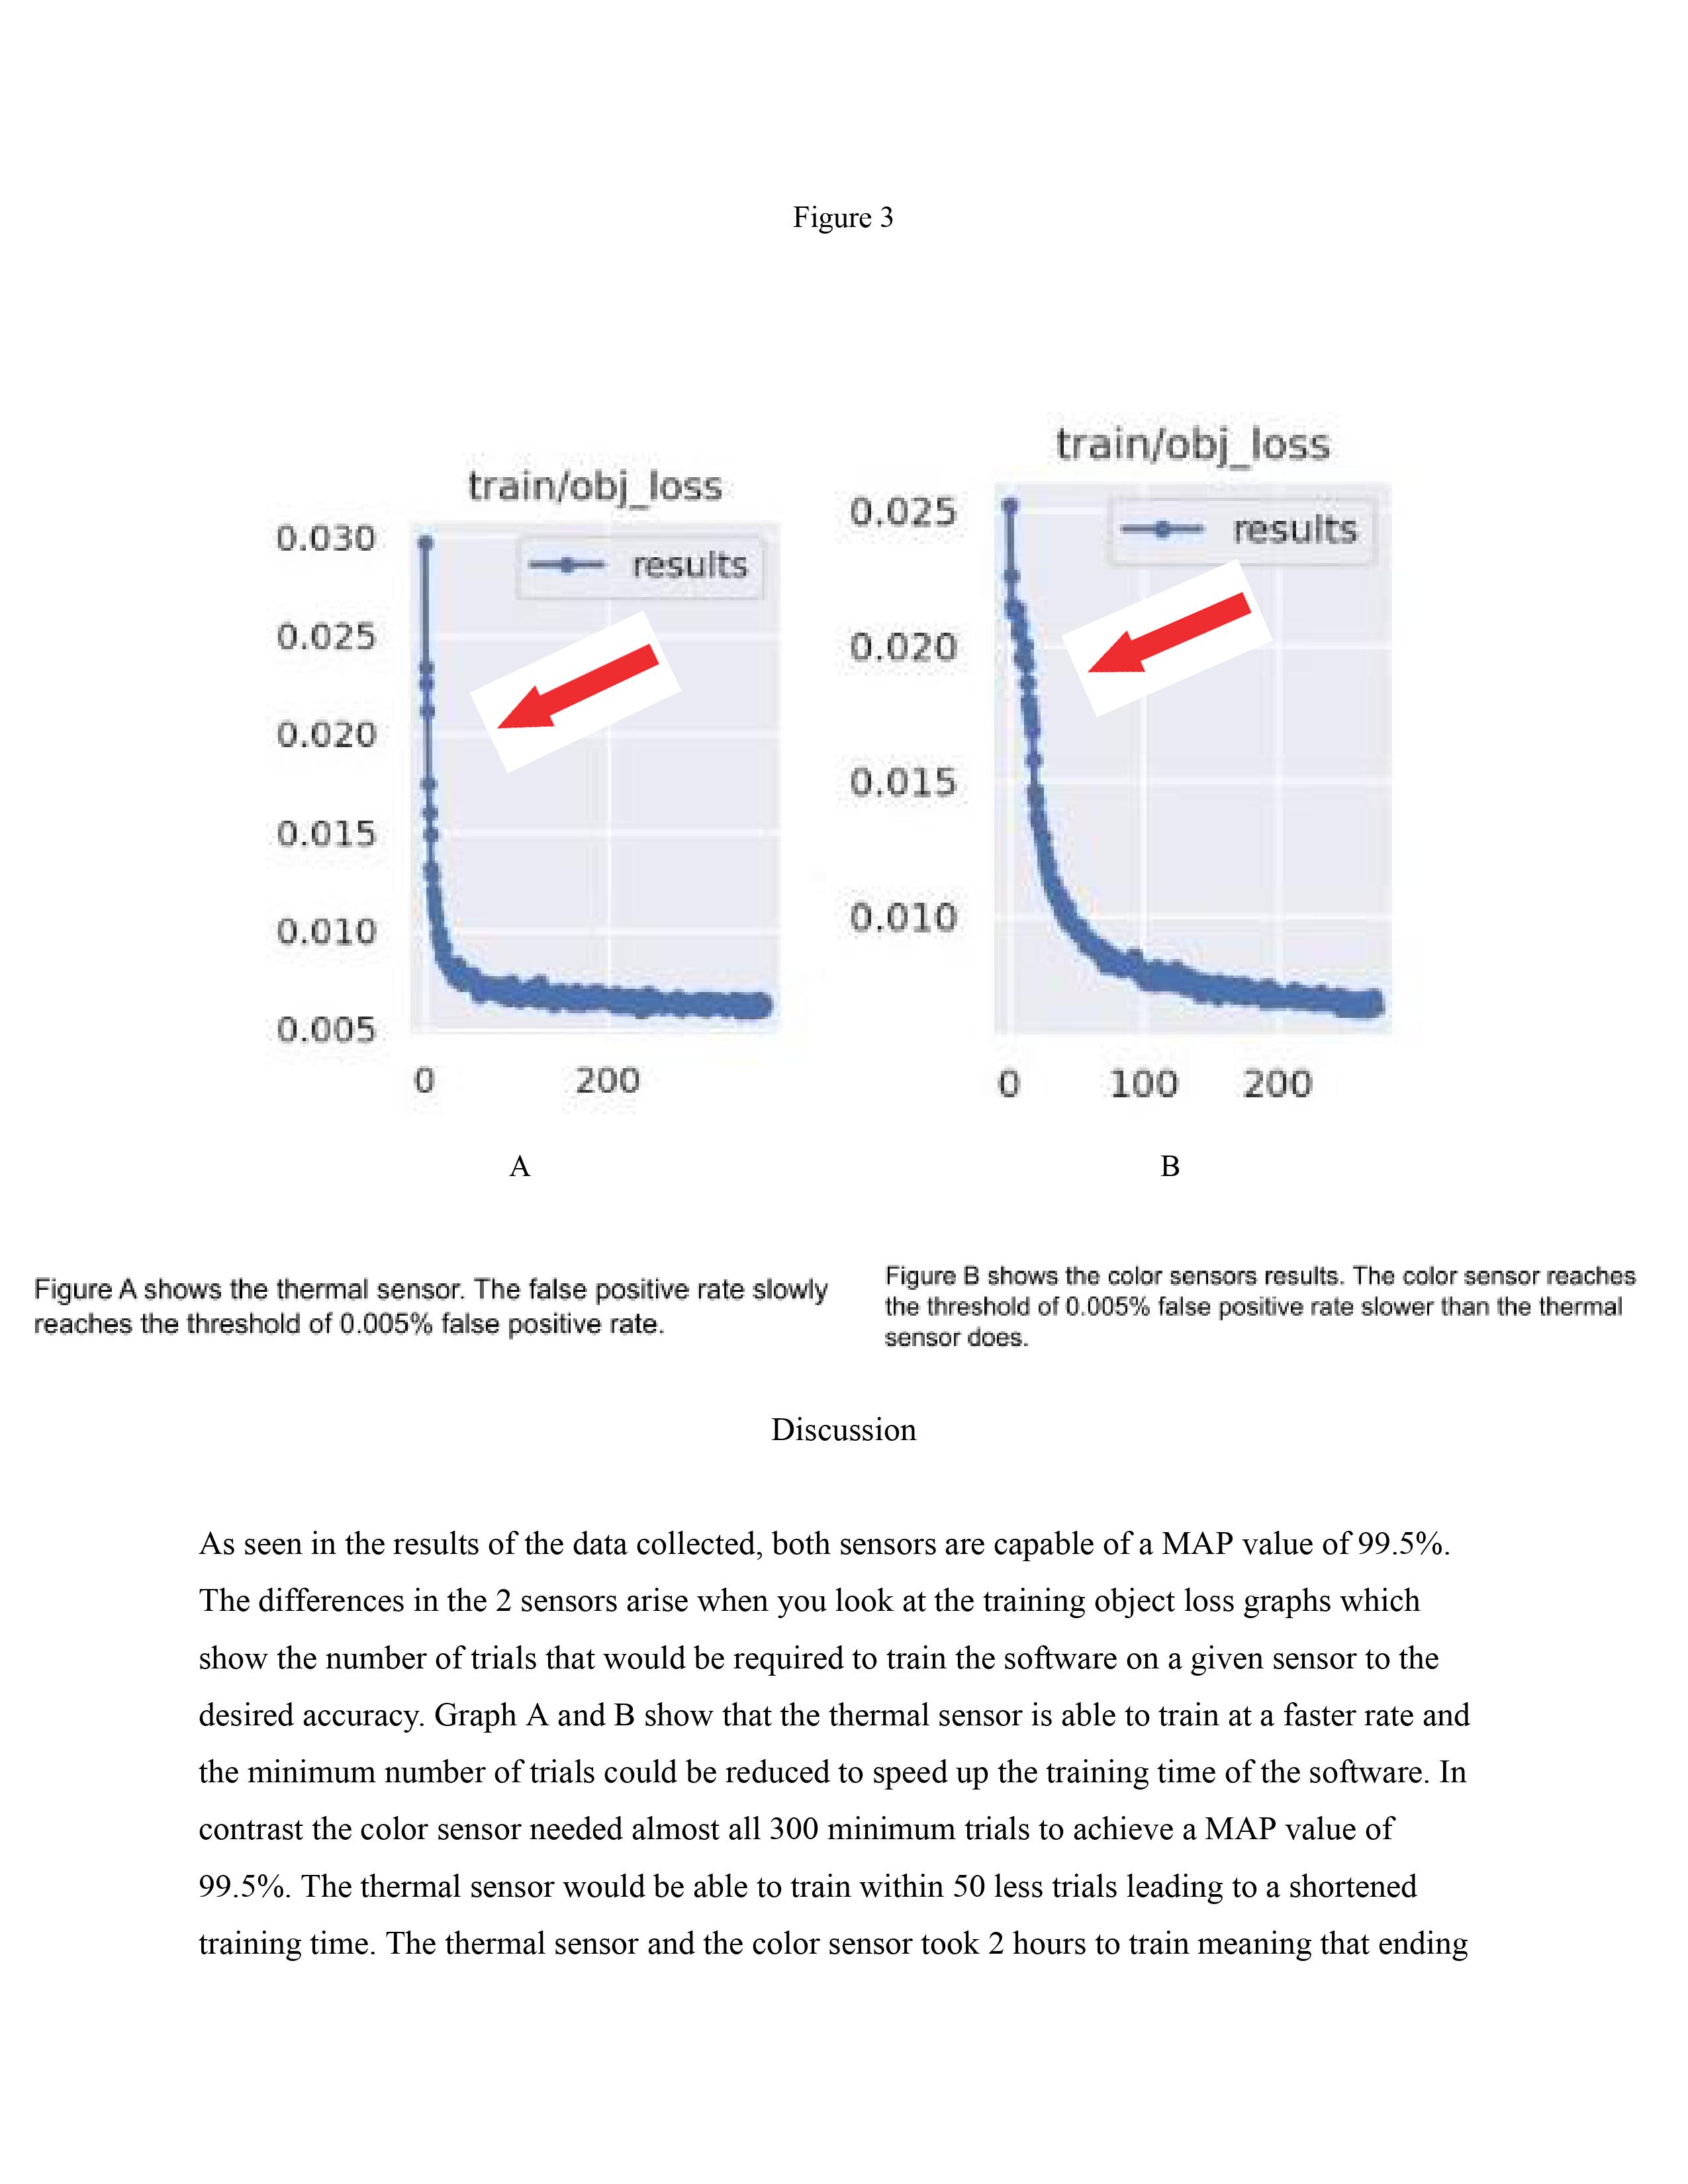 Figure 3
train/obj_loss
0.030
results
0.025
0.020
0.015
0.010
0.005
0
200
A
train/obj_loss
0.025
results
0.020
0.015
0.010
0
100
200
B
Figure A shows the thermal sensor. The false positive rate slowly
reaches the threshold of 0.005% false positive rate.
Figure B shows the color sensors results. The color sensor reaches
the threshold of 0.005% false positive rate slower than the thermal
sensor does.
Discussion
As seen in the results of the data collected, both sensors are capable of a MAP value of 99.5%.
The differences in the 2 sensors arise when you look at the training object loss graphs which
show the number of trials that would be required to train the software on a given sensor to the
desired accuracy. Graph A and B show that the thermal sensor is able to train at a faster rate and
the minimum number of trials could be reduced to speed up the training time of the software. In
contrast the color sensor needed almost all 300 minimum trials to achieve a MAP value of
99.5%. The thermal sensor would be able to train within 50 less trials leading to a shortened
training time. The thermal sensor and the color sensor took 2 hours to train meaning that ending